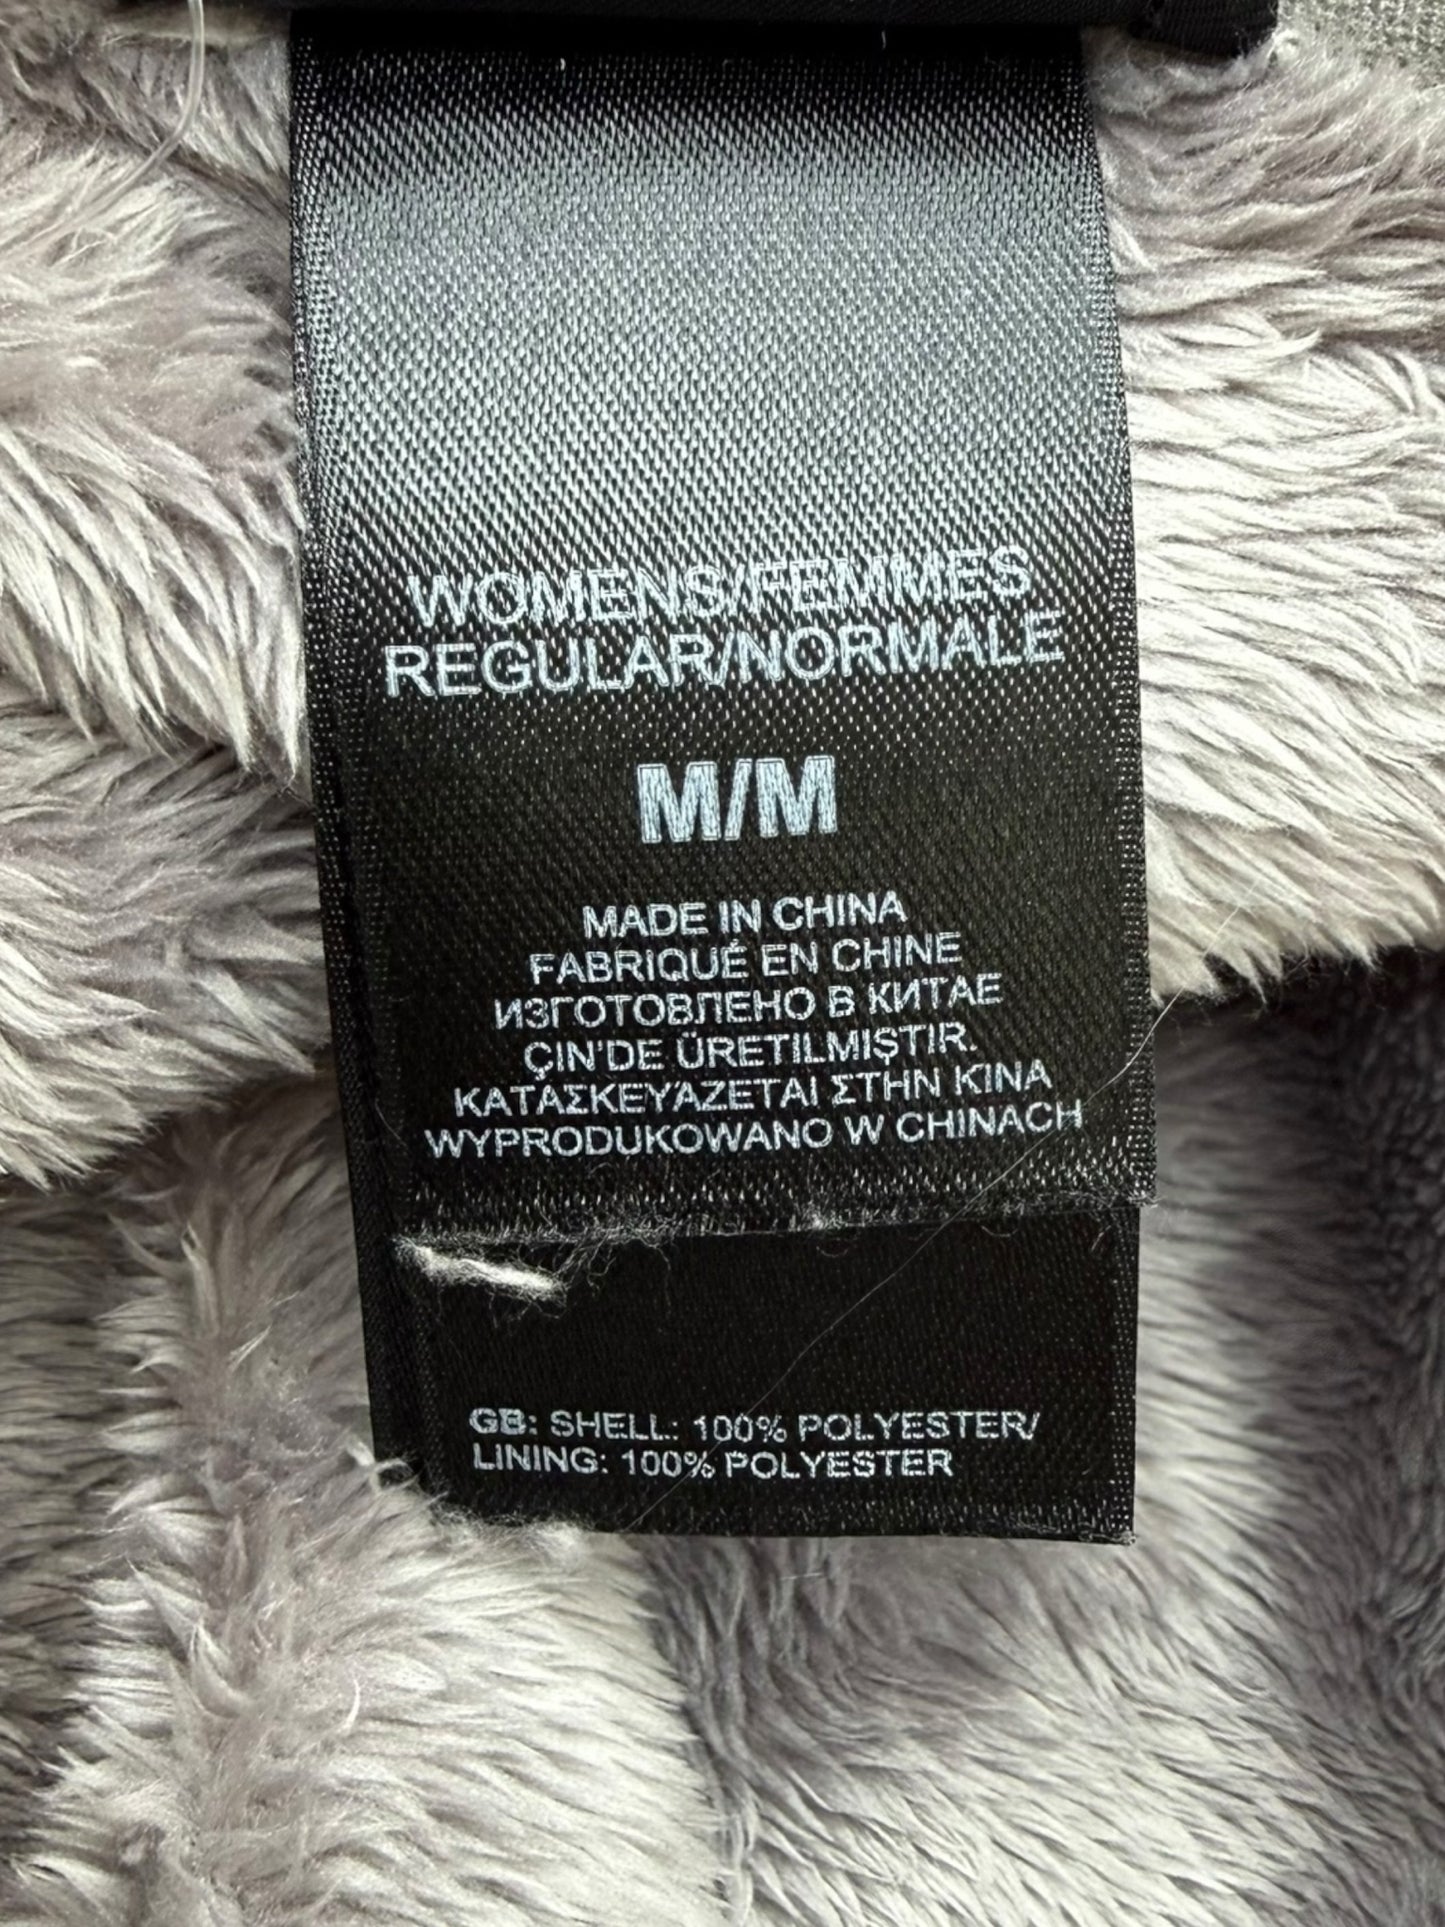 WOMENS/FEMMES
REGULAR/NORMALE
M/M
MADE IN CHINA
FABRIQUÉ EN CHINE
ИЗГОТОВЛЕНО В КИТАЕ
ÇIN'DE ÜRETILMIŞTIR.
ΚΑΤΑΣΚΕΥΆΖΕΤΑΙ ΣΤΗΝ ΚΙΝΑ
WYPRODUKOWANO W CHINACH
GB: SHELL: 100% POLYESTER/
LINING: 100% POLYESTER